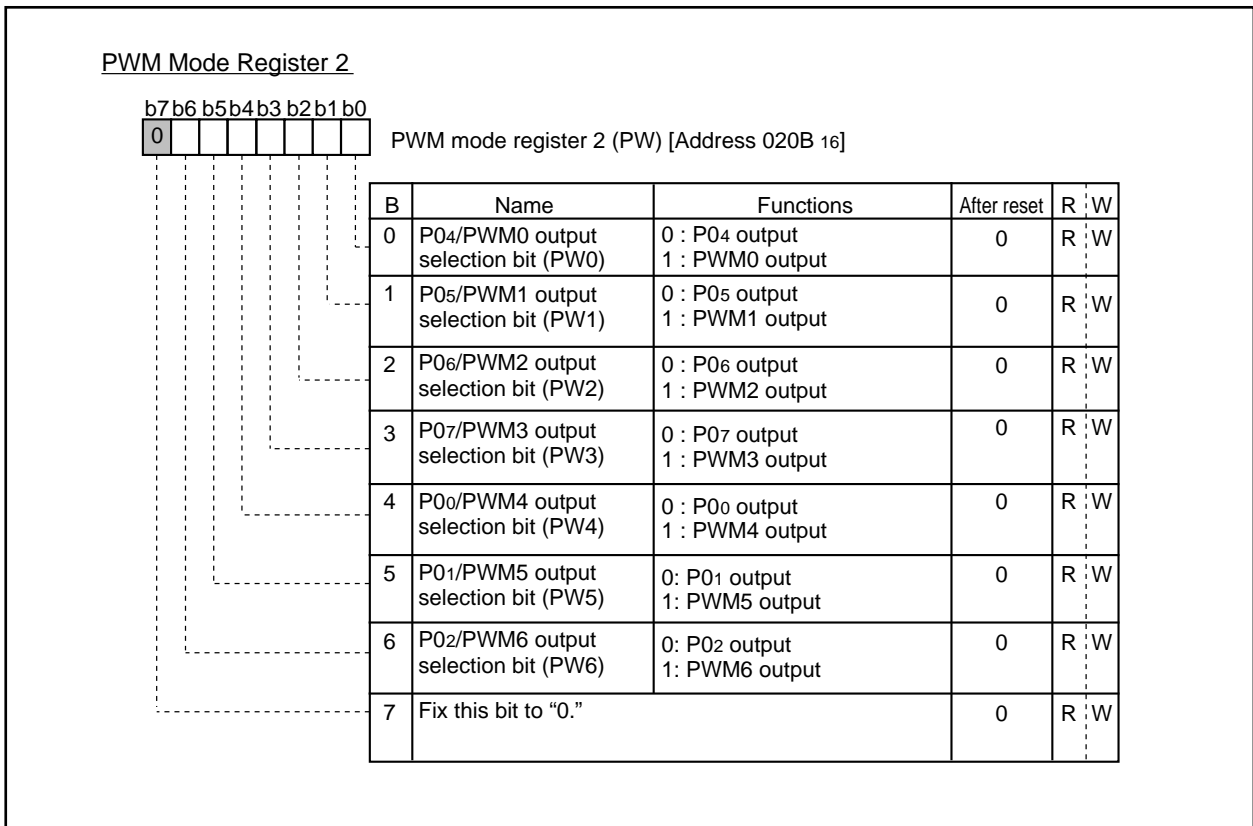 PWM Mode Register 2
b7 b6 b5 b4 b3 b2 b1 b0
0
PWM mode register 2 (PW) [Address 020B 16]
B Name Functions After reset R W
0 P04/PWM0 output selection bit (PW0) 0 : P04 output 1 : PWM0 output 0 R W
1 P05/PWM1 output selection bit (PW1) 0 : P05 output 1 : PWM1 output 0 R W
2 P06/PWM2 output selection bit (PW2) 0 : P06 output 1 : PWM2 output 0 R W
3 P07/PWM3 output selection bit (PW3) 0 : P07 output 1 : PWM3 output 0 R W
4 P00/PWM4 output selection bit (PW4) 0 : P00 output 1 : PWM4 output 0 R W
5 P01/PWM5 output selection bit (PW5) 0: P01 output 1: PWM5 output 0 R W
6 P02/PWM6 output selection bit (PW6) 0: P02 output 1: PWM6 output 0 R W
7 Fix this bit to “0.” 0 R W